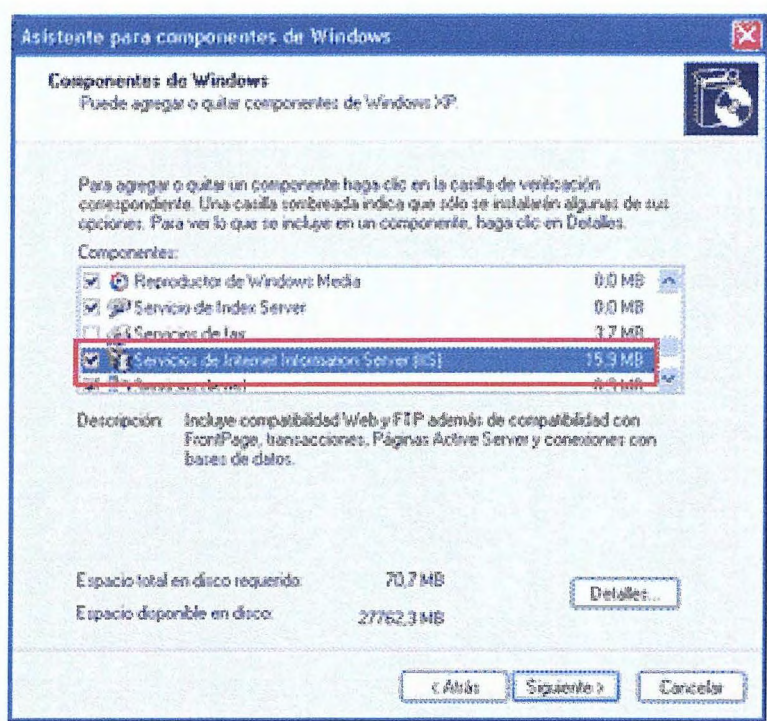 Asistente para componentes de Windows
Componentes de Windows
Puede agregar o quitar componentes de Windows XP.
Para agregar o quitar un componente haga clic en la casilla de verificación
correspondiente. Una casilla sombreada indica que sólo se instalarán algunas de sus
opciones. Para ver lo que se incluye en un componente, haga clic en Detalles.
Componentes:
Reproductor de Windows Media 0,0 MB
Servicio de Index Server 0,0 MB
Servicios de fax 3,7 MB
Servicios de Internet Information Server (IIS) 15,9 MB
Servicios de red MB
Descripción: Incluye compatibilidad Web y FTP además de compatibilidad con
FrontPage, transacciones, Páginas Active Server y conexiones con
bases de datos.
Espacio total en disco requerido: 70,7 MB
Detalles...
Espacio disponible en disco: 27762,3 MB
< Atrás Siguiente > Cancelar